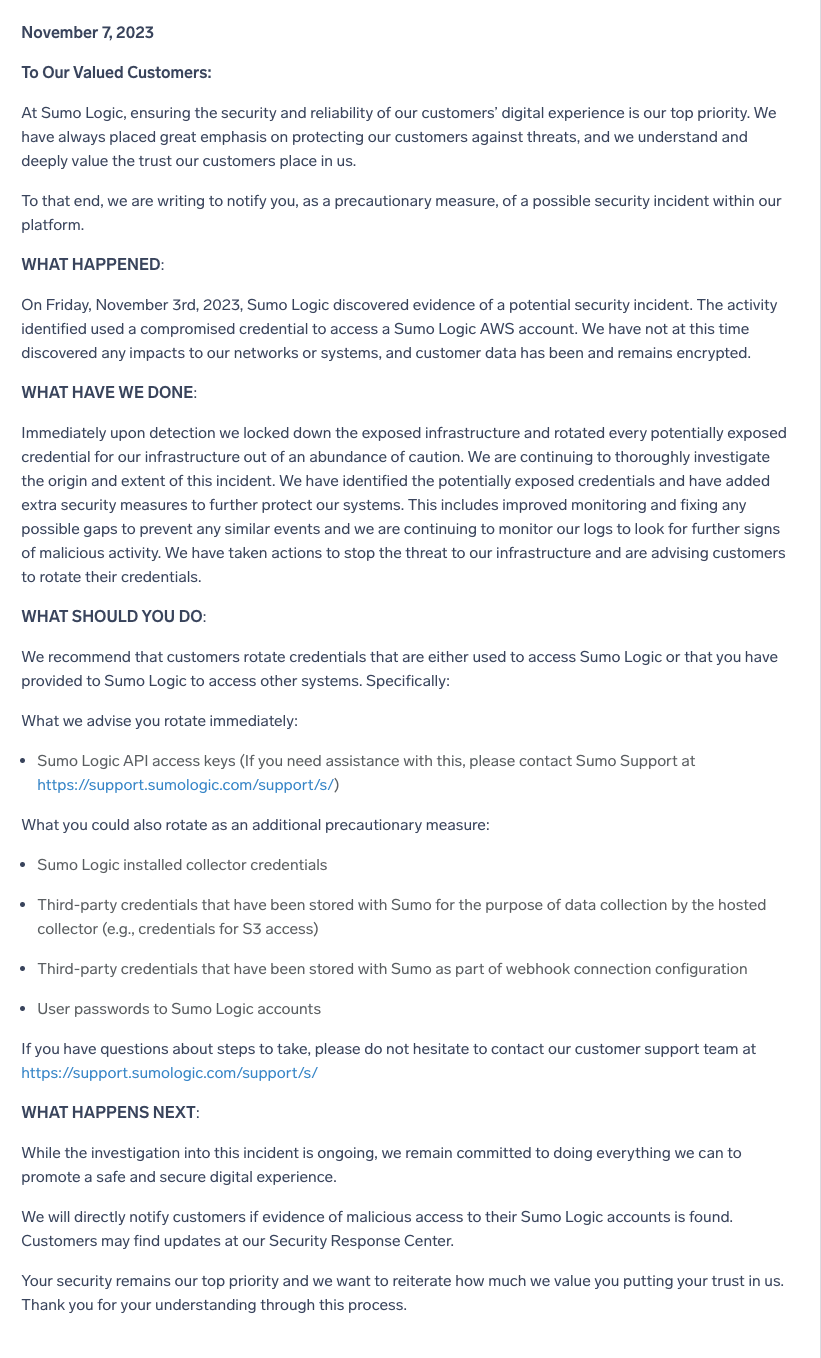 November 7, 2023
To Our Valued Customers:
At Sumo Logic, ensuring the security and reliability of our customers’ digital experience is our top priority. We
have always placed great emphasis on protecting our customers against threats, and we understand and
deeply value the trust our customers place in us.
To that end, we are writing to notify you, as a precautionary measure, of a possible security incident within our
platform.
WHAT HAPPENED:
On Friday, November 3rd, 2023, Sumo Logic discovered evidence of a potential security incident. The activity
identified used a compromised credential to access a Sumo Logic AWS account. We have not at this time
discovered any impacts to our networks or systems, and customer data has been and remains encrypted.
WHAT HAVE WE DONE:
Immediately upon detection we locked down the exposed infrastructure and rotated every potentially exposed
credential for our infrastructure out of an abundance of caution. We are continuing to thoroughly investigate
the origin and extent of this incident. We have identified the potentially exposed credentials and have added
extra security measures to further protect our systems. This includes improved monitoring and fixing any
possible gaps to prevent any similar events and we are continuing to monitor our logs to look for further signs
of malicious activity. We have taken actions to stop the threat to our infrastructure and are advising customers
to rotate their credentials.
WHAT SHOULD YOU DO:
We recommend that customers rotate credentials that are either used to access Sumo Logic or that you have
provided to Sumo Logic to access other systems. Specifically:
What we advise you rotate immediately:
• Sumo Logic API access keys (If you need assistance with this, please contact Sumo Support at
https://support.sumologic.com/support/s/)
What you could also rotate as an additional precautionary measure:
• Sumo Logic installed collector credentials
• Third-party credentials that have been stored with Sumo for the purpose of data collection by the hosted
collector (e.g., credentials for S3 access)
• Third-party credentials that have been stored with Sumo as part of webhook connection configuration
• User passwords to Sumo Logic accounts
If you have questions about steps to take, please do not hesitate to contact our customer support team at
https://support.sumologic.com/support/s/
WHAT HAPPENS NEXT:
While the investigation into this incident is ongoing, we remain committed to doing everything we can to
promote a safe and secure digital experience.
We will directly notify customers if evidence of malicious access to their Sumo Logic accounts is found.
Customers may find updates at our Security Response Center.
Your security remains our top priority and we want to reiterate how much we value you putting your trust in us.
Thank you for your understanding through this process.